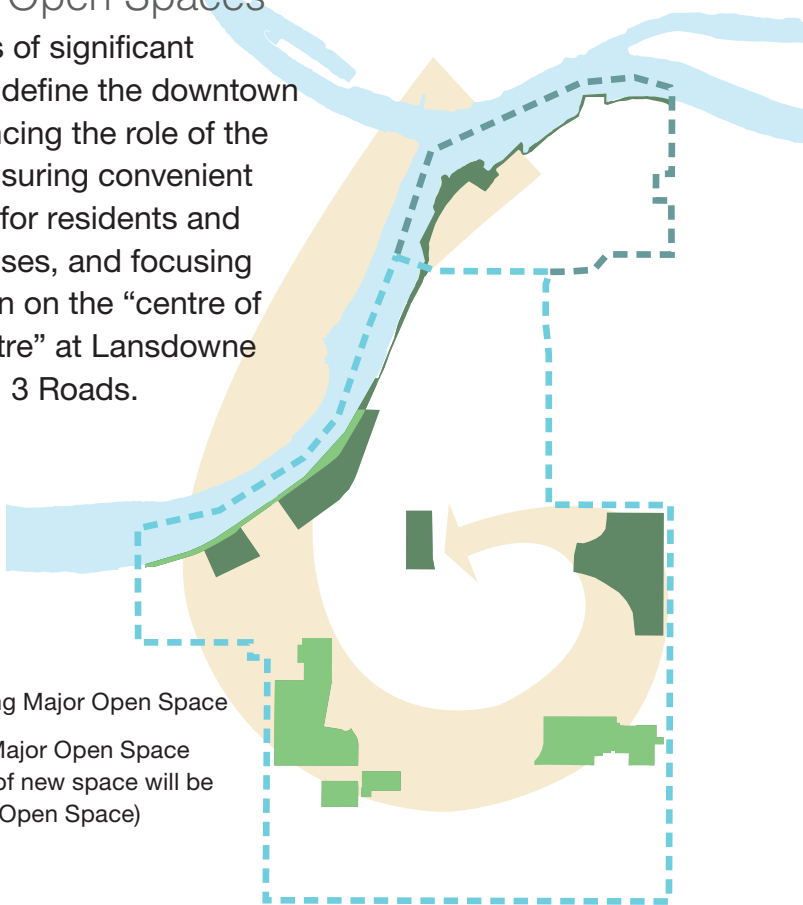 Open Spaces
s of significant
define the downtown
ncing the role of the
suring convenient
for residents and
ses, and focusing
n on the “centre of
tre” at Lansdowne
3 Roads.
ng Major Open Space
Major Open Space
of new space will be
Open Space)